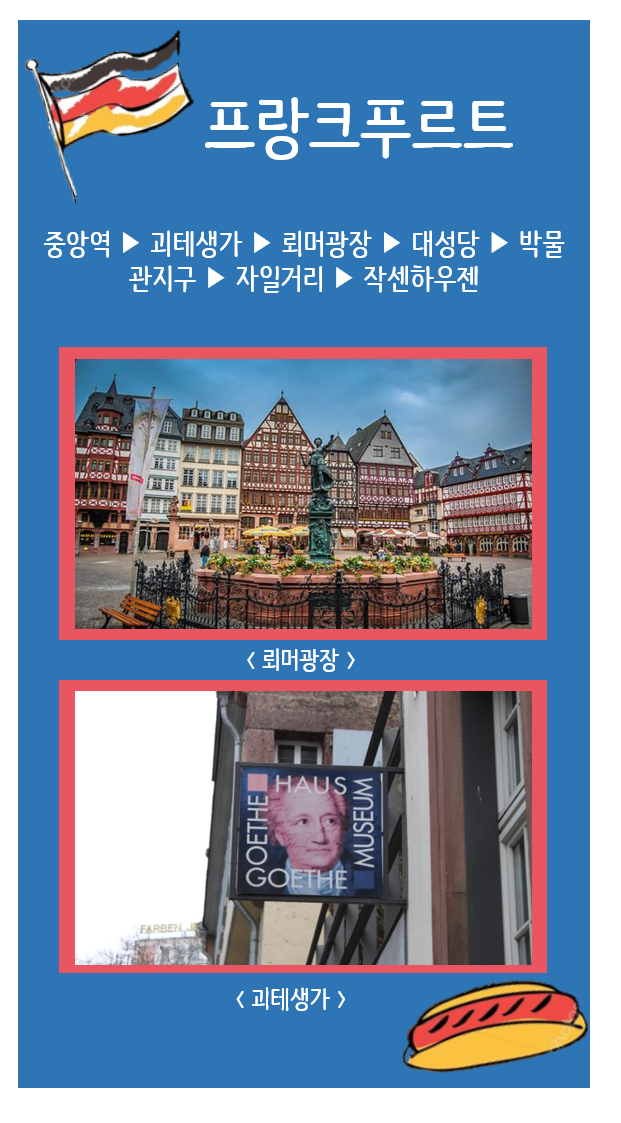 프랑크푸르트
중앙역 ▶ 괴테생가 ▶ 뢰머광장 ▶ 대성당 ▶ 박물
관지구 ▶ 자일거리 ▶ 작센하우젠
< 뢰머광장 >
HAUS
GOETHE
MUSEUM
GOETHE
FARBEN
< 괴테생가 >